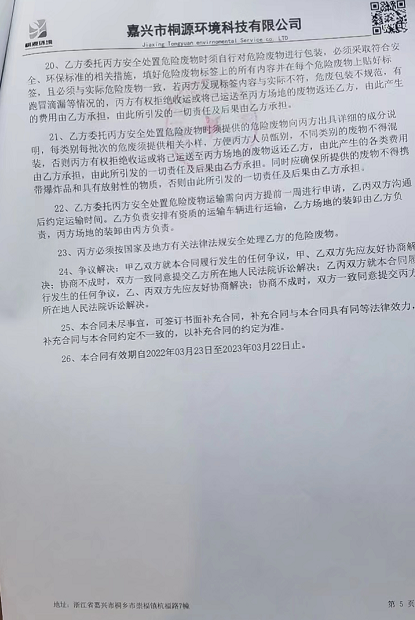 桐源环境
嘉兴市桐源环境科技有限公司
Jiaxing Tongyuan environmental Service co. LTD
20、乙方委托丙方安全处置危险废物时须自行对危险废物进行包装，必须采取符合安
全、环保标准的相关措施，填好危险废物标签上的所有内容并在每个危险废物上贴好标
签，且必须与实际危险废物一致，若丙方发现标签内容与实际不符，危废包装不规范，有
跑冒滴漏等情况的，丙方有权拒绝收运或将已运送至丙方场地的废物返还乙方，由此产生
的费用由乙方承担，由此所引发的一切责任及后果由乙方承担。
21、乙方委托丙方安全处置危险废物时须提供的危险废物向丙方出具详细的成分说
明，每类别每批次的危废须提供相关小样，方便丙方人员甄别，不同类别的废物不得混
装，否则丙方有权拒绝收运或将已运送至丙方场地的废物返还乙方，由此产生的各类费用
由乙方承担，由此所引发的一切责任及后果由乙方承担。同时应确保所提供的废物不得携
带爆炸品和具有放射性的物质，否则由此所引发的一切责任及后果由乙方承担。
22、乙方委托丙方安全处置危险废物运输需向丙方提前一周进行申请，乙丙双方沟通
后约定运输时间。乙方负责安排有资质的运输车辆进行运输，乙方场地的装卸由乙方负
责，丙方场地的装卸由丙方负责。
23、丙方必须按国家及地方有关法律法规安全处理乙方的危险废物。
24、争议解决：甲乙双方就本合同履行发生的任何争议，甲、乙双方先应友好协商解
决；协商不成时，双方一致同意提交乙方所在地人民法院诉讼解决；乙丙双方就本合同履
行发生的任何争议，乙、丙双方先应友好协商解决；协商不成时，双方一致同意提交丙方
所在地人民法院诉讼解决。
25、本合同未尽事宜，可签订书面补充合同，补充合同与本合同具有同等法律效力，
补充合同与本合同约定不一致的，以补充合同的约定为准。
26、本合同有效期自2022年03月23日至2023年03月22日止。
地址：浙江省嘉兴市桐乡市崇福镇杭福路7幢
第 5 页